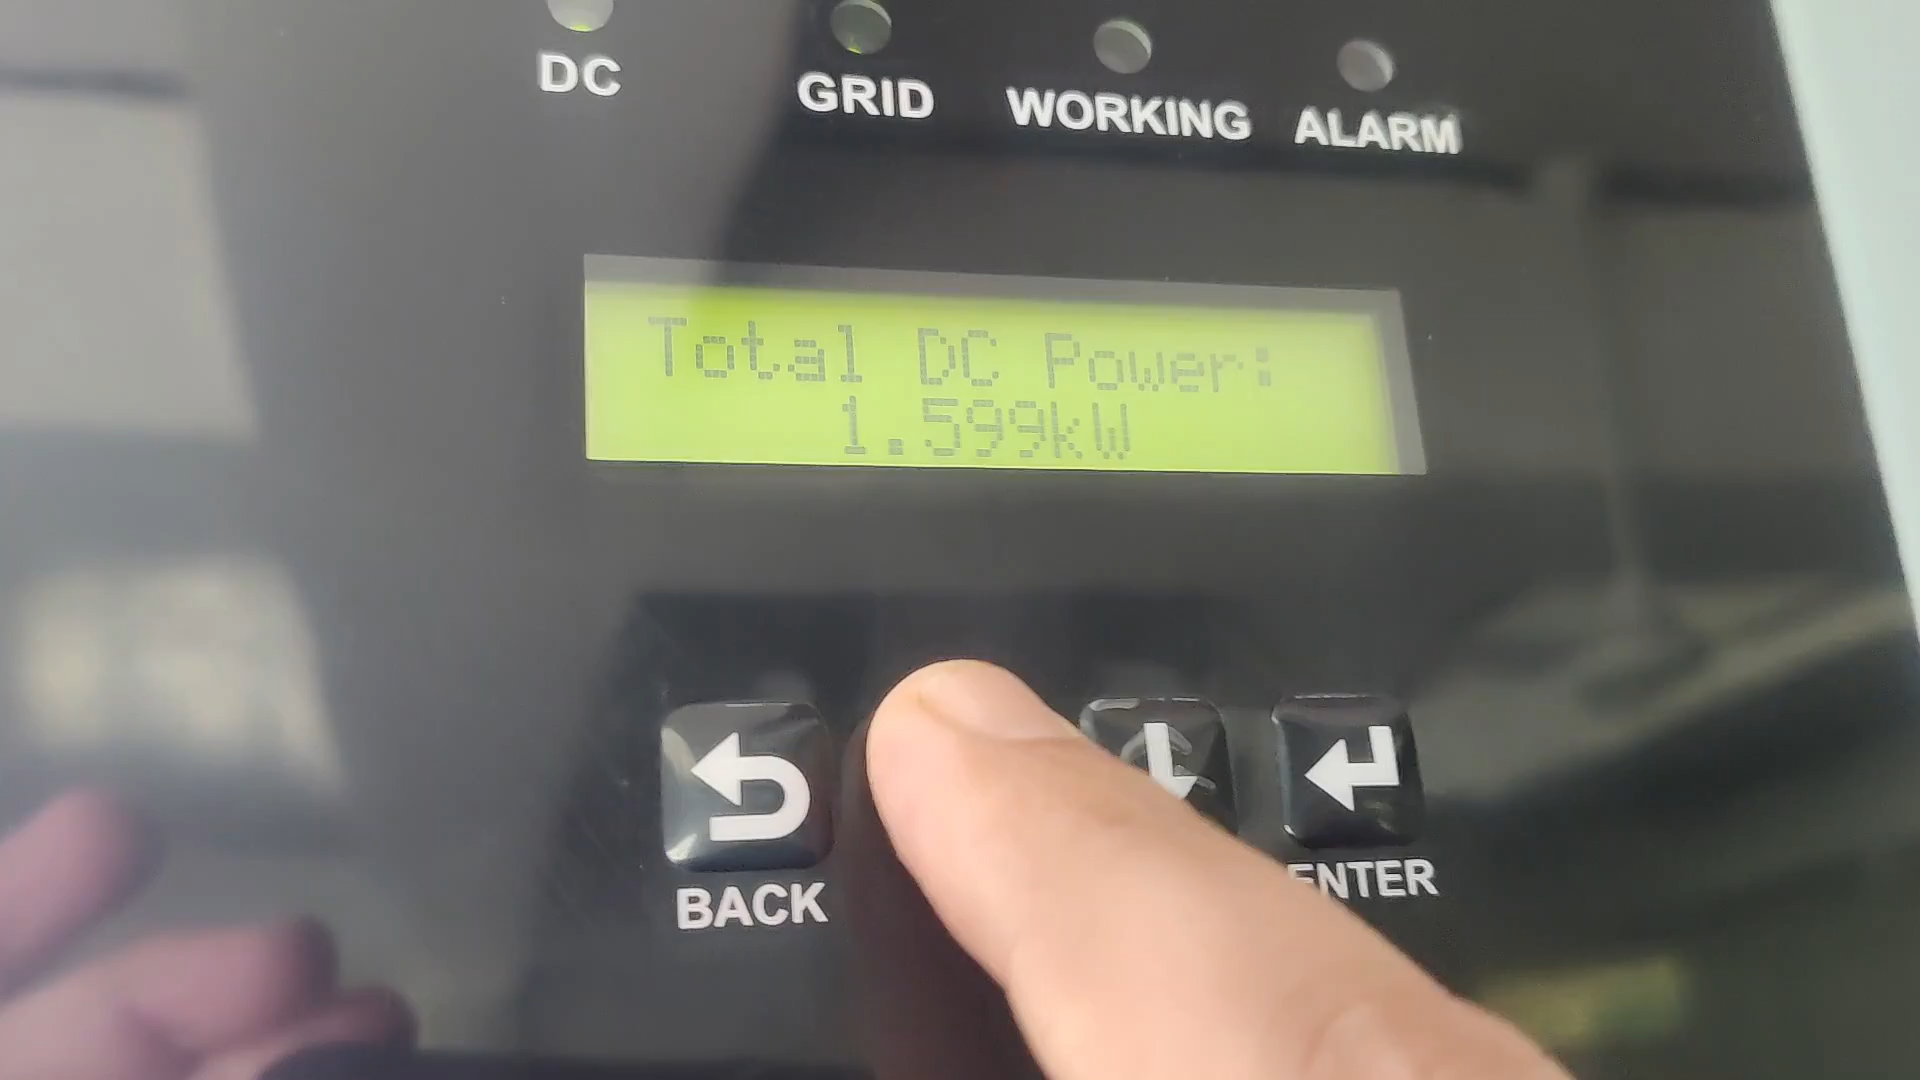 DC
GRID
WORKING
ALARM
Total DC Power:
1.599kW
BACK
ENTER